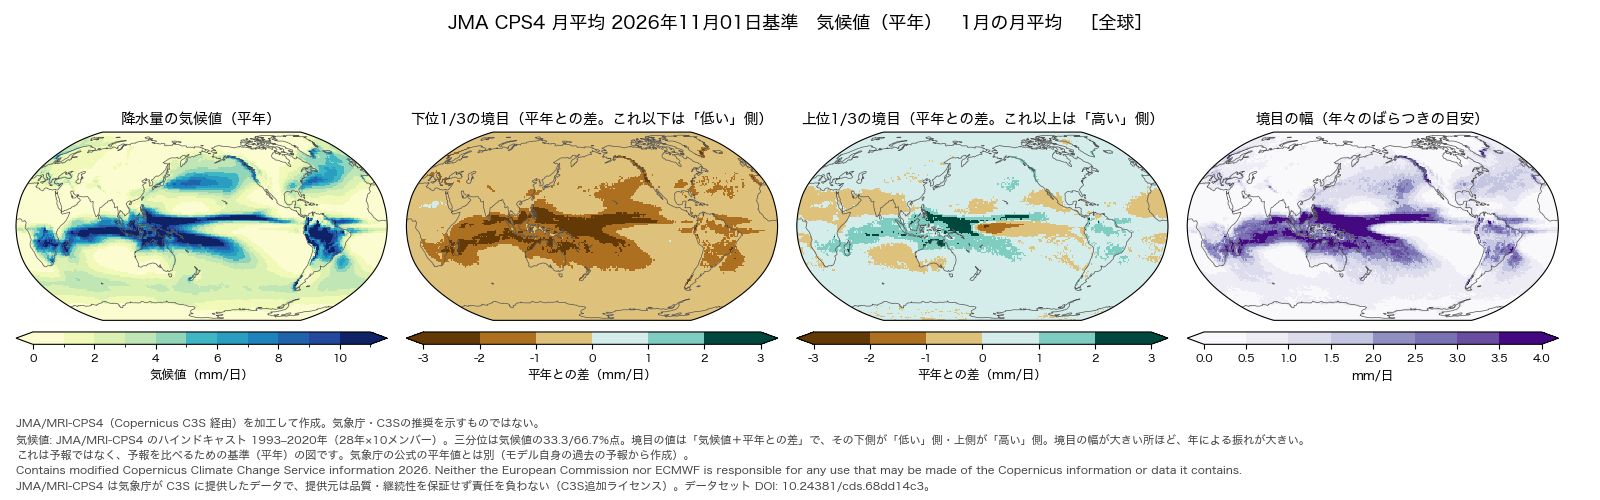 JMA CPS4 月平均 2026年11月01日基準　気候値（平年）　1月の月平均　［全球］
降水量の気候値（平年）
下位1/3の境目（平年との差。これ以下は「低い」側）
上位1/3の境目（平年との差。これ以上は「高い」側）
境目の幅（年々のばらつきの目安）
0 2 4 6 8 10
気候値（mm/日）
-3 -2 -1 0 1 2 3
平年との差（mm/日）
-3 -2 -1 0 1 2 3
平年との差（mm/日）
0.0 0.5 1.0 1.5 2.0 2.5 3.0 3.5 4.0
mm/日
JMA/MRI-CPS4（Copernicus C3S 経由）を加工して作成。気象庁・C3Sの推奨を示すものではない。
気候値: JMA/MRI-CPS4 のハインドキャスト 1993–2020年（28年×10メンバー）。三分位は気候値の33.3/66.7%点。境目の値は「気候値＋平年との差」で、その下側が「低い」側・上側が「高い」側。境目の幅が大きい所ほど、年による振れが大きい。
これは予報ではなく、予報を比べるための基準（平年）の図です。気象庁の公式の平年値とは別（モデル自身の過去の予報から作成）。
Contains modified Copernicus Climate Change Service information 2026. Neither the European Commission nor ECMWF is responsible for any use that may be made of the Copernicus information or data it contains.
JMA/MRI-CPS4 は気象庁が C3S に提供したデータで、提供元は品質・継続性を保証せず責任を負わない（C3S追加ライセンス）。データセット DOI: 10.24381/cds.68dd14c3。